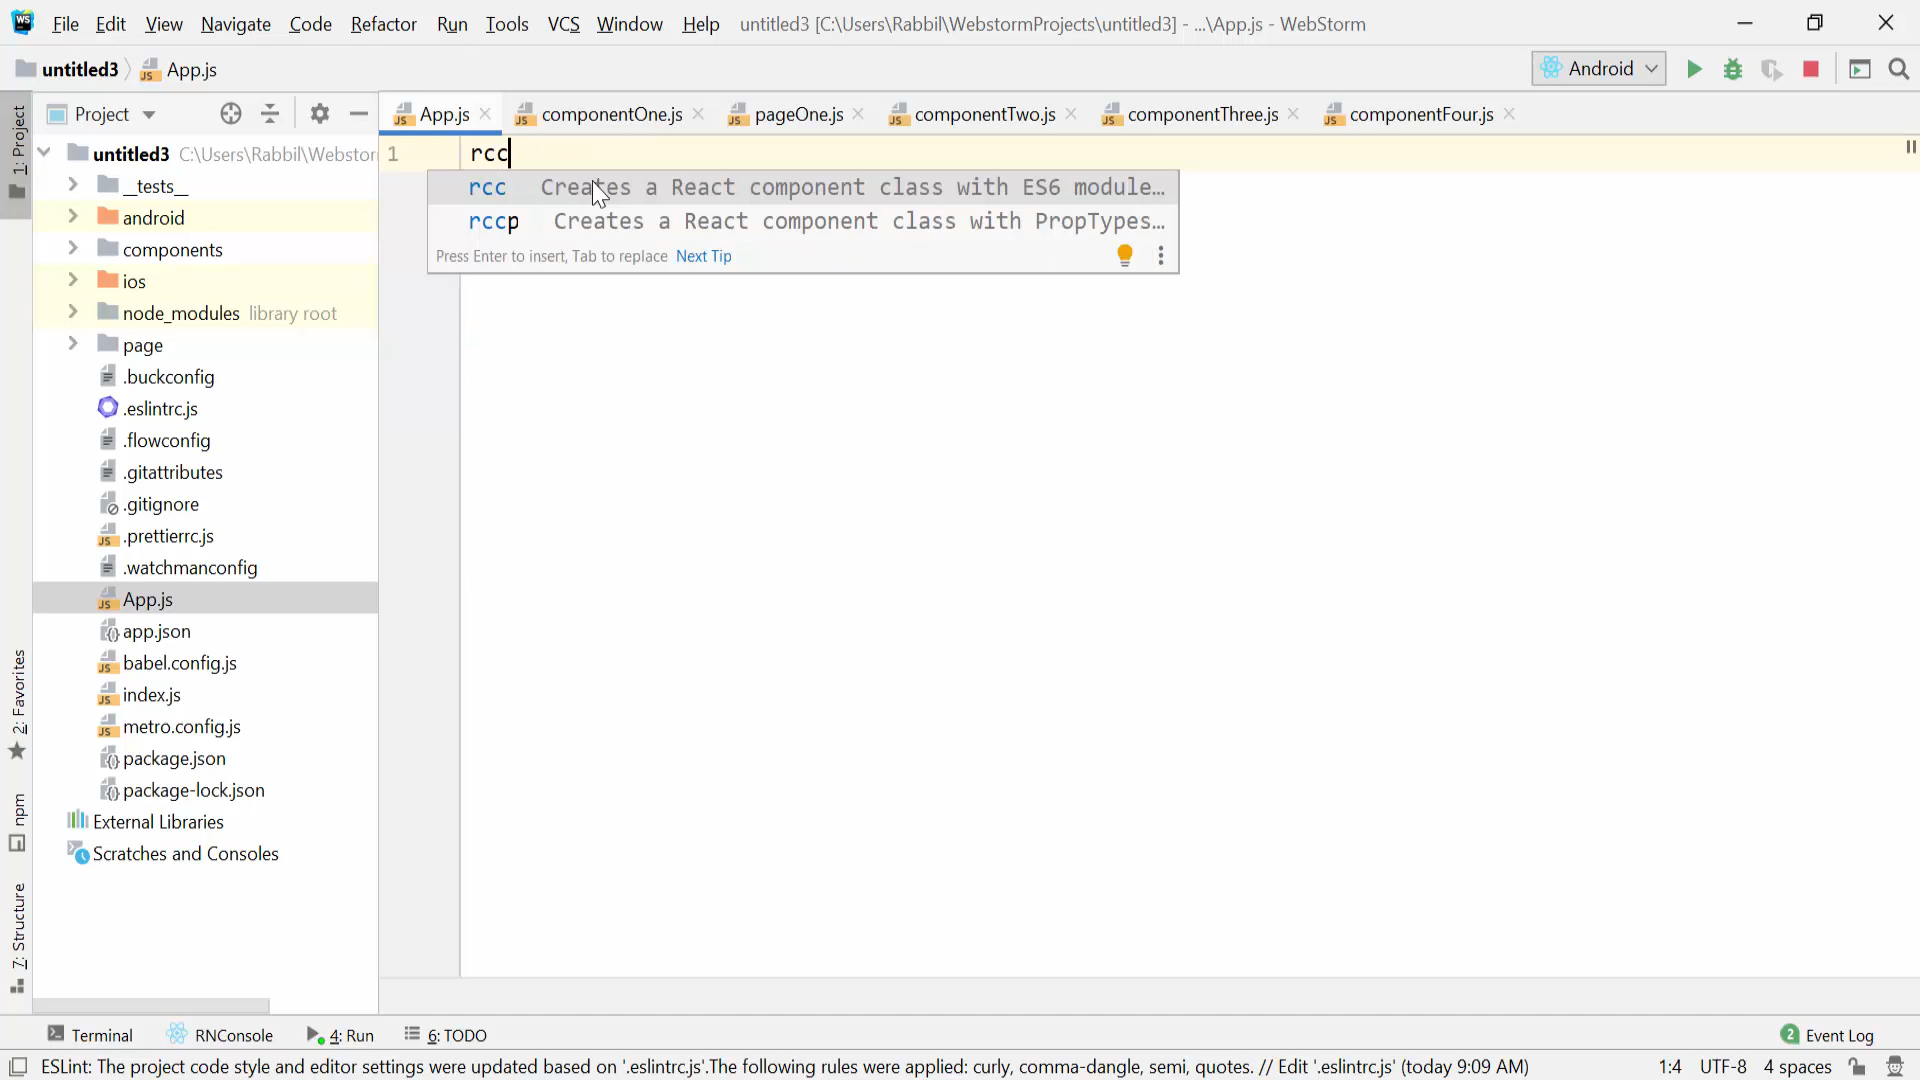 File Edit View Navigate Code Refactor Run Tools VCS Window Help untitled3 [C:\Users\Rabbil\WebstormProjects\untitled3] - ...\App.js - WebStorm
untitled3 App.js Android
1: Project
Project
App.js componentOne.js pageOne.js componentTwo.js componentThree.js componentFour.js
untitled3 C:\Users\Rabbil\Webstor
1 rcc
rcc Creates a React component class with ES6 module…
rccp Creates a React component class with PropTypes…
Press Enter to insert, Tab to replace Next Tip
__tests__
android
components
ios
node_modules library root
page
.buckconfig
.eslintrc.js
.flowconfig
.gitattributes
.gitignore
.prettierrc.js
.watchmanconfig
App.js
app.json
babel.config.js
index.js
metro.config.js
package.json
package-lock.json
External Libraries
Scratches and Consoles
2: Favorites
npm
7: Structure
Terminal RNConsole 4: Run 6: TODO 2 Event Log
ESLint: The project code style and editor settings were updated based on '.eslintrc.js'.The following rules were applied: curly, comma-dangle, semi, quotes. // Edit '.eslintrc.js' (today 9:09 AM) 1:4 UTF-8 4 spaces